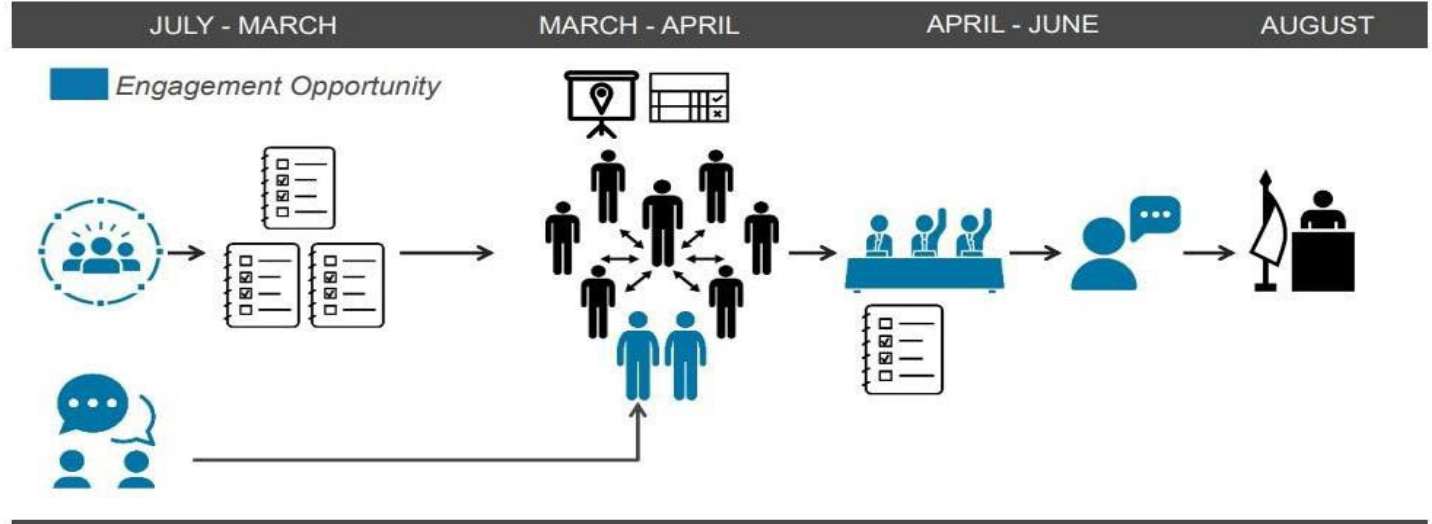 JULY - MARCH
MARCH - APRIL
APRIL - JUNE
AUGUST
Engagement Opportunity